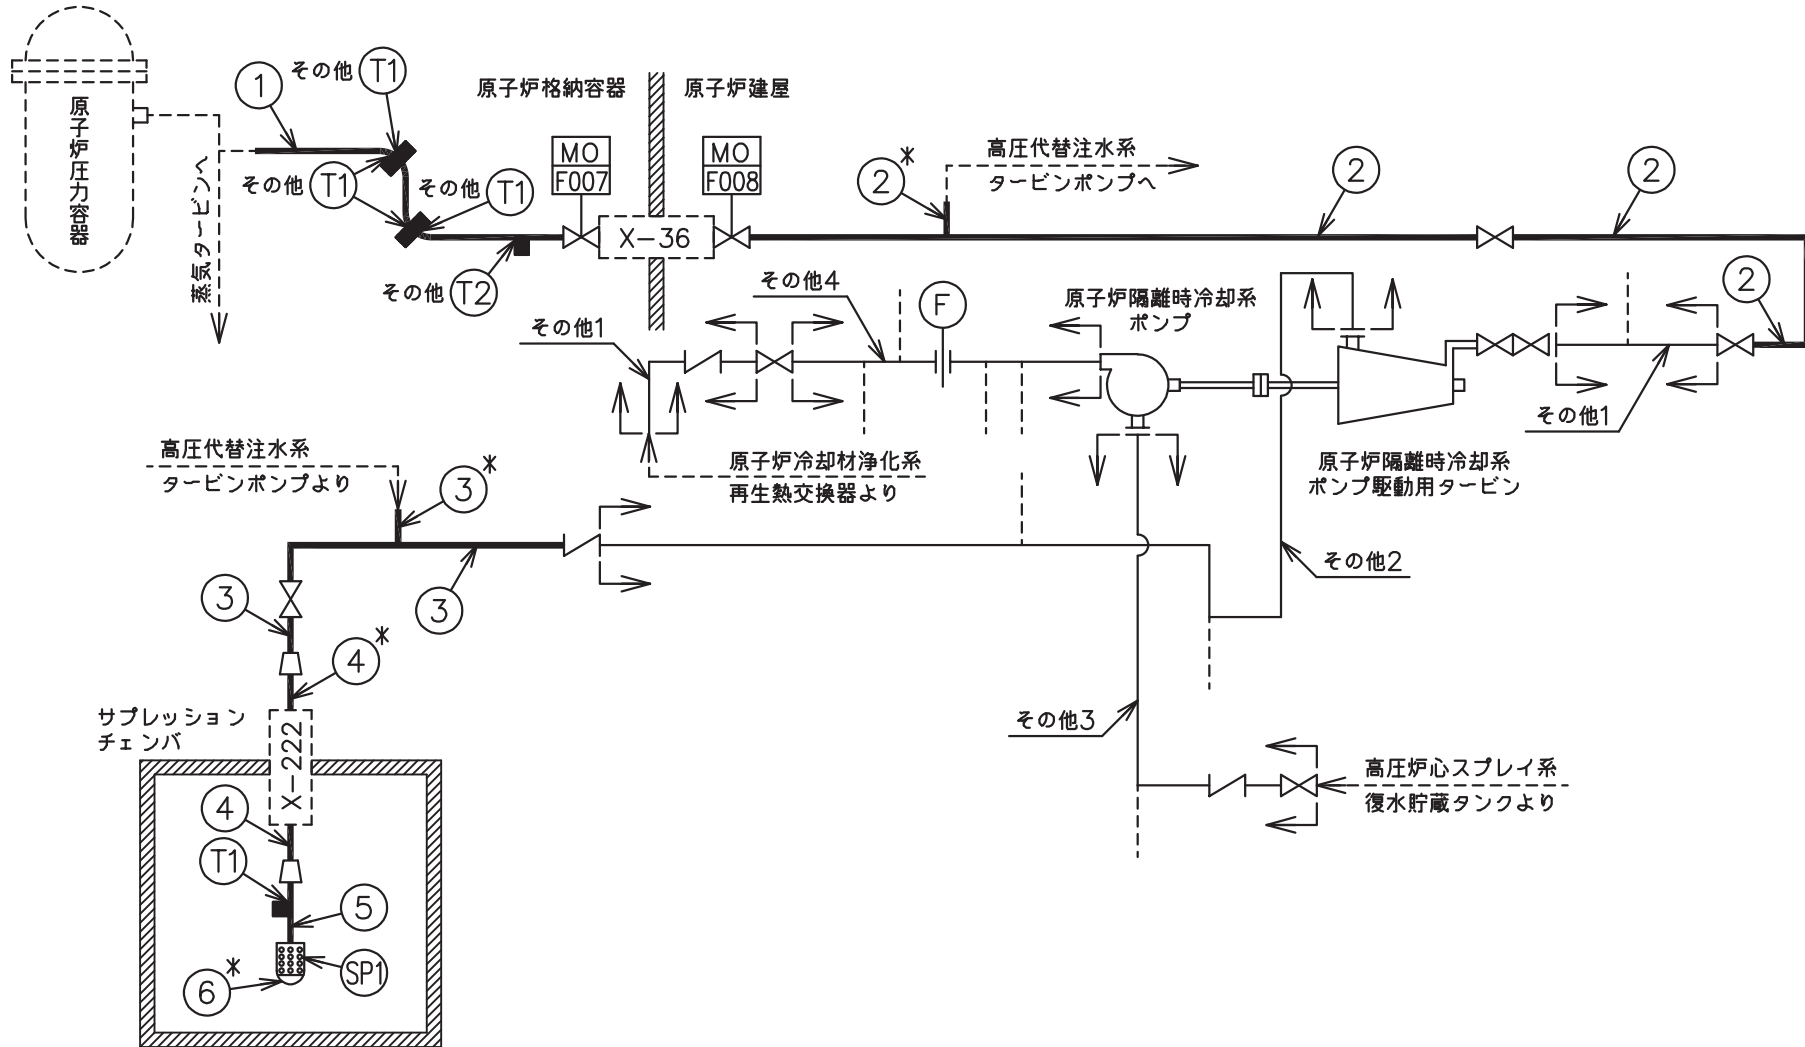 原子炉圧力容器
蒸気タービンへ
1
その他 T1
その他 T1
その他 T1
その他 T2
原子炉格納容器
原子炉建屋
MO
F007
X-36
MO
F008
2*
高圧代替注水系
タービンポンプへ
2
2
2
その他4
F
その他1
原子炉隔離時冷却系
ポンプ
その他1
原子炉冷却材浄化系
再生熱交換器より
原子炉隔離時冷却系
ポンプ駆動用タービン
高圧代替注水系
タービンポンプより
3*
3
3
4*
その他2
その他3
高圧炉心スプレイ系
復水貯蔵タンクより
サプレッション
チェンバ
X-222
4
T1
5
SP1
6*